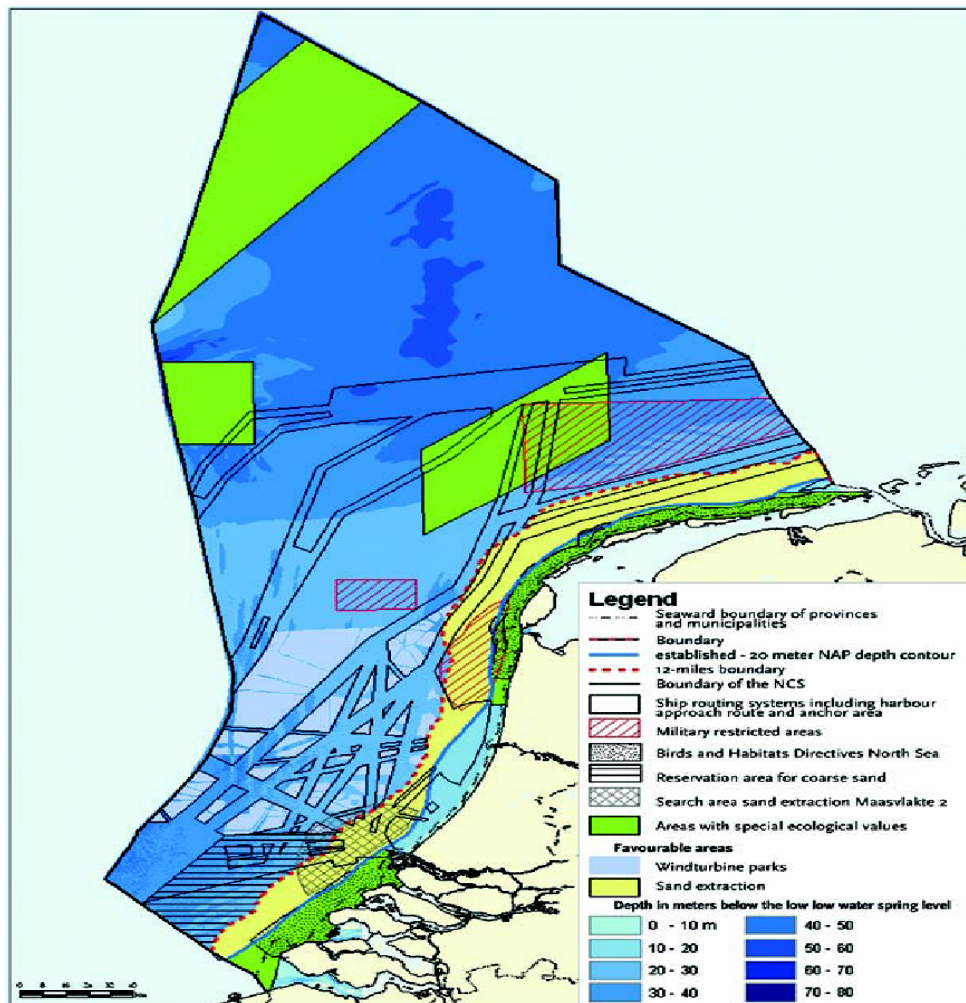 Legend
Seaward boundary of provinces
and municipalities
Boundary
established - 20 meter NAP depth contour
12-miles boundary
Boundary of the NCS
Ship routing systems including harbour
approach route and anchor area
Military restricted areas
Birds and Habitats Directives North Sea
Reservation area for coarse sand
Search area sand extraction Maasvlakte 2
Areas with special ecological values
Favourable areas
Windturbine parks
Sand extraction
Depth in meters below the low low water spring level
0 - 10 m
10 - 20
20 - 30
30 - 40
40 - 50
50 - 60
60 - 70
70 - 80